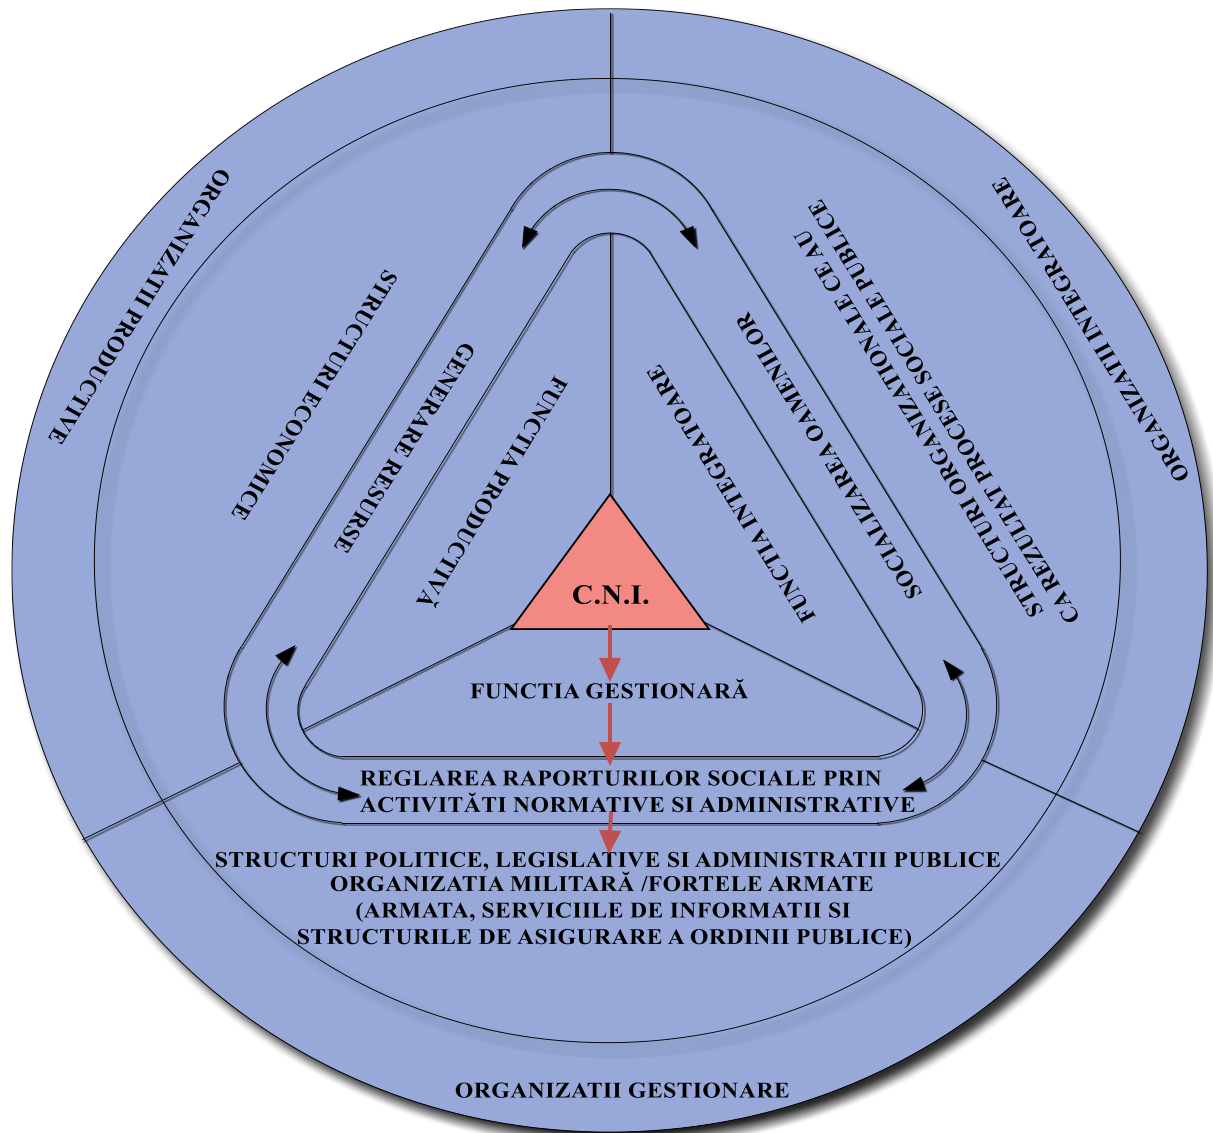 ORGANIZATII PRODUCTIVE
STRUCTURI ECONOMICE
GENERARE RESURSE
FUNCTIA PRODUCTIVĂ
FUNCTIA INTEGRATOARE
SOCIALIZAREA OAMENILOR
STRUCTURI ORGANIZATIONALE CE AU
CA REZULTAT PROCESE SOCIALE PUBLICE
ORGANIZATII INTEGRATOARE
C.N.I.
FUNCTIA GESTIONARĂ
REGLAREA RAPORTURILOR SOCIALE PRIN
ACTIVITĂTI NORMATIVE SI ADMINISTRATIVE
STRUCTURI POLITICE, LEGISLATIVE SI ADMINISTRATII PUBLICE
ORGANIZATIA MILITARĂ /FORTELE ARMATE
(ARMATA, SERVICIILE DE INFORMATII SI
STRUCTURILE DE ASIGURARE A ORDINII PUBLICE)
ORGANIZATII GESTIONARE